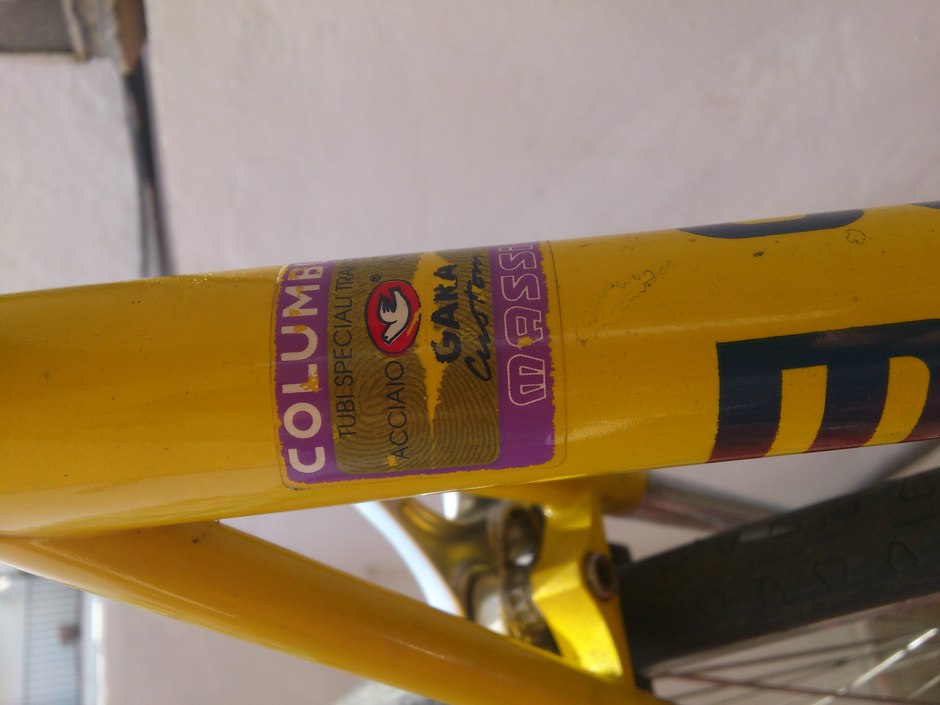 COLUMB
TUBI SPECIALI TRA
ACCIAIO
GARA
Custom
MASSI
E